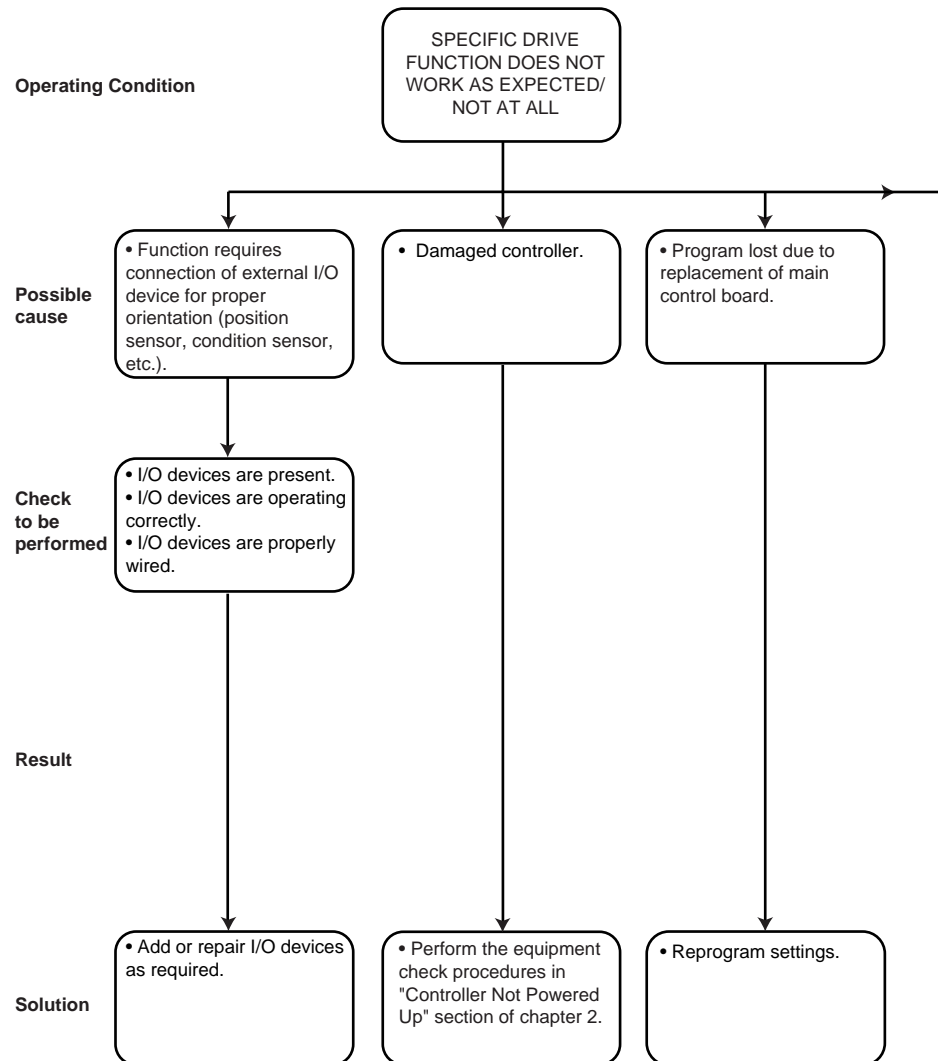 SPECIFIC DRIVE
FUNCTION DOES NOT
WORK AS EXPECTED/
NOT AT ALL
Operating Condition
• Function requires
connection of external I/O
device for proper
orientation (position
sensor, condition sensor,
etc.).
• Damaged controller.
• Program lost due to
replacement of main
control board.
Possible
cause
• I/O devices are present.
• I/O devices are operating
correctly.
• I/O devices are properly
wired.
Check
to be
performed
Result
• Add or repair I/O devices
as required.
• Perform the equipment
check procedures in
"Controller Not Powered
Up" section of chapter 2.
• Reprogram settings.
Solution